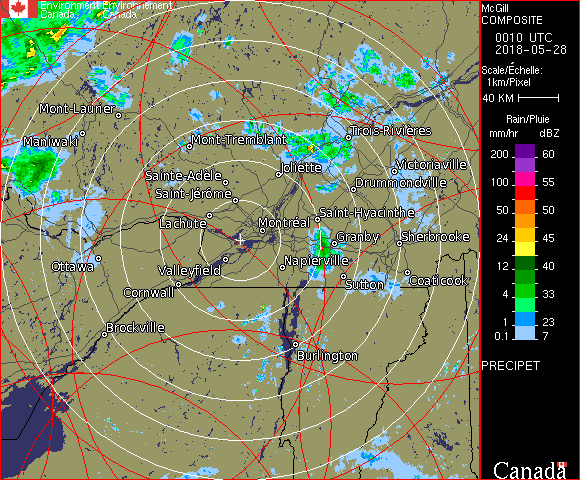 Environment Environnement
Canada Canada
McGill
COMPOSITE
0010 UTC
2018-05-28
Scale/Échelle:
1km/Pixel
40 KM
Rain/Pluie
mm/hr dBZ
200 60
150 60
100 55
50 50
24 45
12 40
4 33
1 23
0.1 7
PRECIPET
Canada
Mont-Laurier
Maniwaki
Mont-Tremblant
Trois-Rivières
Joliette
Victoriaville
Sainte-Adèle
Drummondville
Saint-Jérôme
Lachute
Saint-Hyacinthe
Montréal
Granby
Sherbrooke
Ottawa
Valleyfield
Napierville
Cornwall
Sutton
Coaticook
Brockville
Burlington